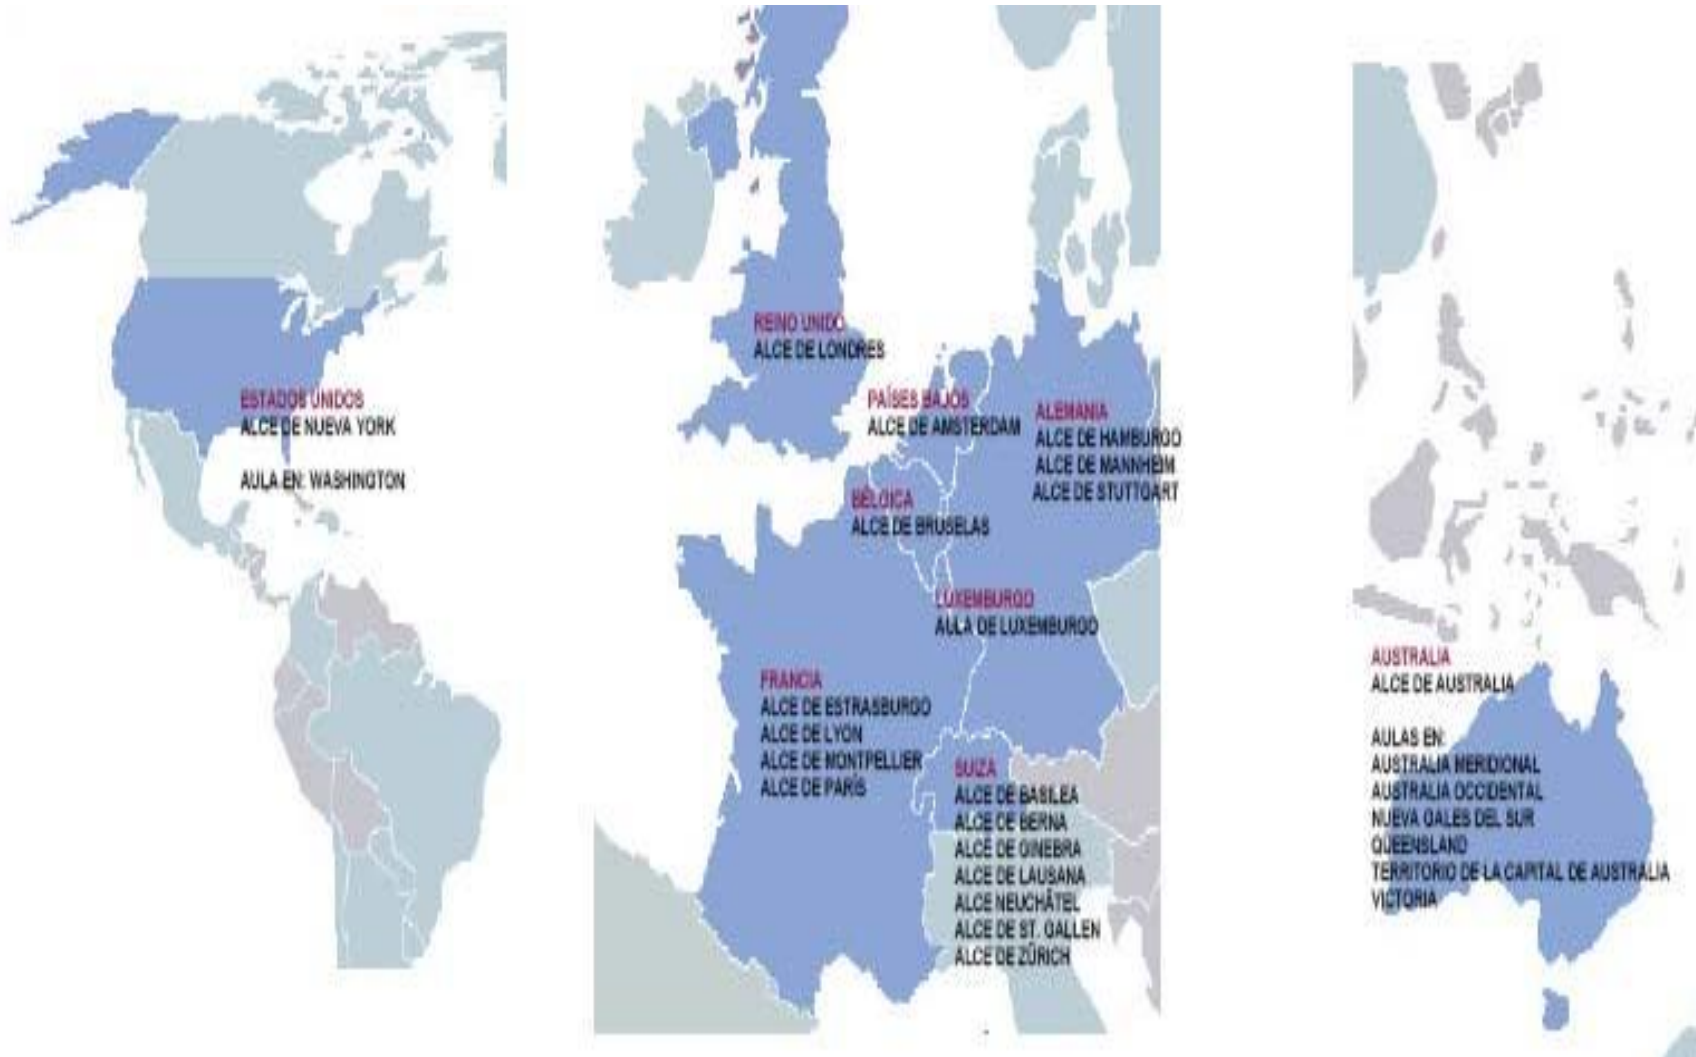 ESTADOS UNIDOS
ALCE DE NUEVA YORK
AULA EN: WASHINGTON
REINO UNIDO
ALCE DE LONDRES
PAÍSES BAJOS
ALCE DE AMSTERDAM
ALEMANIA
ALCE DE HAMBURGO
ALCE DE MANNHEIM
ALCE DE STUTTGART
BÉLGICA
ALCE DE BRUSELAS
LUXEMBURGO
AULA DE LUXEMBURGO
FRANCIA
ALCE DE ESTRASBURGO
ALCE DE LYON
ALCE DE MONTPELLIER
ALCE DE PARÍS
SUIZA
ALCE DE BASILEA
ALCE DE BERNA
ALCE DE GINEBRA
ALCE DE LAUSANA
ALCE NEUCHÂTEL
ALCE DE ST. GALLEN
ALCE DE ZÜRICH
AUSTRALIA
ALCE DE AUSTRALIA
AULAS EN:
AUSTRALIA MERIDIONAL
AUSTRALIA OCCIDENTAL
NUEVA GALES DEL SUR
QUEENSLAND
TERRITORIO DE LA CAPITAL DE AUSTRALIA
VICTORIA